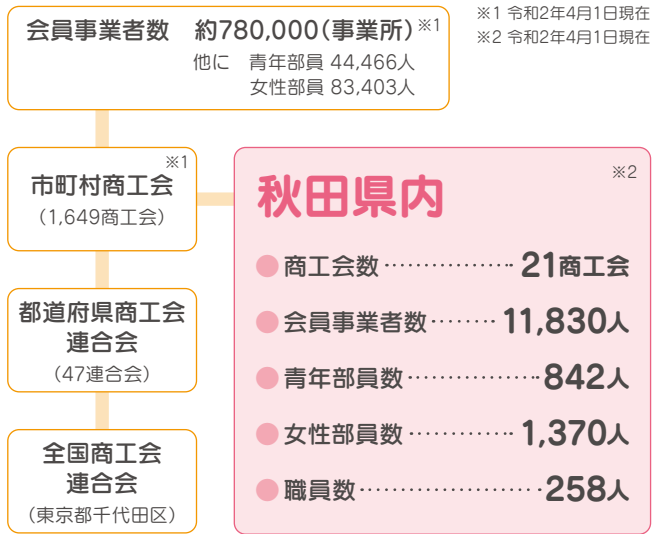 会員事業者数 約780,000(事業所)※1
他に 青年部員 44,466人
女性部員 83,403人
※1 令和2年4月1日現在
※2 令和2年4月1日現在
※1
市町村商工会
(1,649商工会)
都道府県商工会
連合会
(47連合会)
全国商工会
連合会
(東京都千代田区)
秋田県内 ※2
●商工会数……………21商工会
●会員事業者数………11,830人
●青年部員数……………842人
●女性部員数…………1,370人
●職員数………………258人